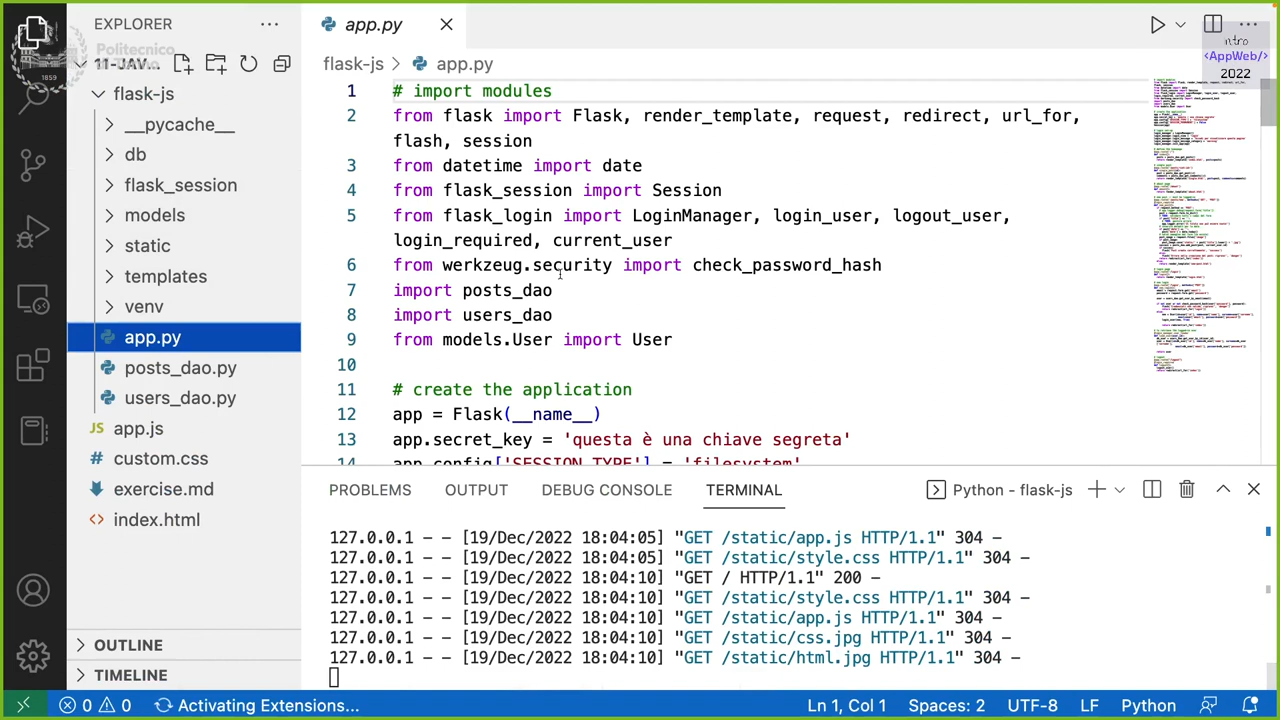 EXPLORER
Politecnico
1859
11-JAV...
flask-js
__pycache__
db
flask_session
models
static
templates
venv
app.py
posts_dao.py
users_dao.py
JS app.js
# custom.css
exercise.md
<> index.html
OUTLINE
TIMELINE
app.py
ntro
<AppWeb/>
2022
flask-js > app.py
1 # import modules
2 from flask import Flask, render_template, request, redirect, url_for,
flash, session
3 from datetime import date
4 from flask_session import Session
5 from flask_login import LoginManager, login_user, logout_user,
login_required, current_user
6 from werkzeug.security import check_password_hash
7 import posts_dao
8 import users_dao
9 from models.User import User
10
11 # create the application
12 app = Flask(__name__)
13 app.secret_key = 'questa è una chiave segreta'
14 app.config['SESSION_TYPE'] = 'filesystem'
PROBLEMS OUTPUT DEBUG CONSOLE TERMINAL Python - flask-js
127.0.0.1 - - [19/Dec/2022 18:04:05] "GET /static/app.js HTTP/1.1" 304 -
127.0.0.1 - - [19/Dec/2022 18:04:05] "GET /static/style.css HTTP/1.1" 304 -
127.0.0.1 - - [19/Dec/2022 18:04:10] "GET / HTTP/1.1" 200 -
127.0.0.1 - - [19/Dec/2022 18:04:10] "GET /static/style.css HTTP/1.1" 304 -
127.0.0.1 - - [19/Dec/2022 18:04:10] "GET /static/app.js HTTP/1.1" 304 -
127.0.0.1 - - [19/Dec/2022 18:04:10] "GET /static/css.jpg HTTP/1.1" 304 -
127.0.0.1 - - [19/Dec/2022 18:04:10] "GET /static/html.jpg HTTP/1.1" 304 -
0 0 Activating Extensions... Ln 1, Col 1 Spaces: 2 UTF-8 LF Python